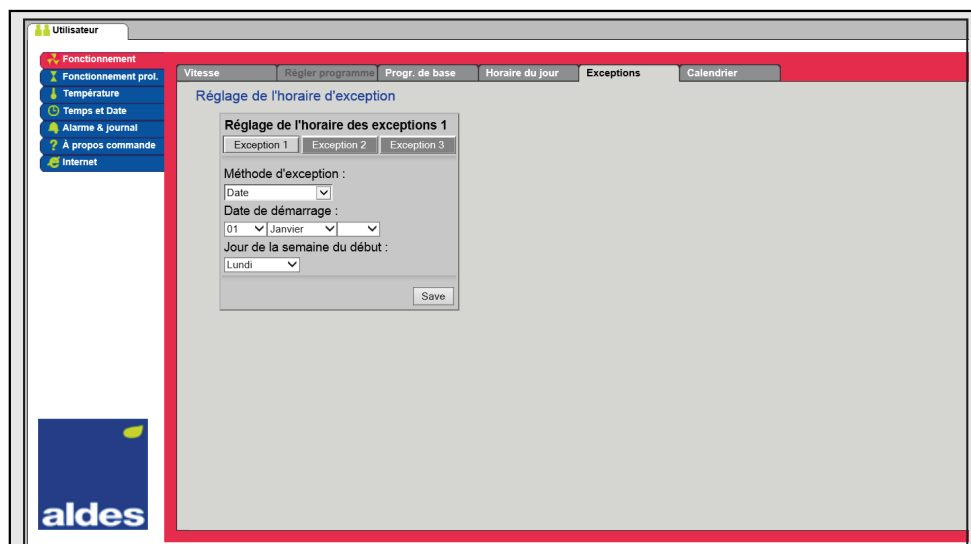 Utilisateur
Fonctionnement
Fonctionnement prol.
Température
Temps et Date
Alarme & journal
À propos commande
Internet
Vitesse
Régler programme
Progr. de base
Horaire du jour
Exceptions
Calendrier
Réglage de l'horaire d'exception
Réglage de l'horaire des exceptions 1
Exception 1
Exception 2
Exception 3
Méthode d'exception :
Date
Date de démarrage :
01
Janvier
Jour de la semaine du début :
Lundi
Save
aldes